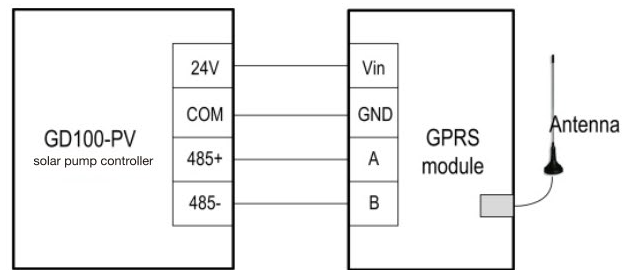 GD100-PV
solar pump controller
24V
COM
485+
485-
Vin
GND
A
B
GPRS
module
Antenna